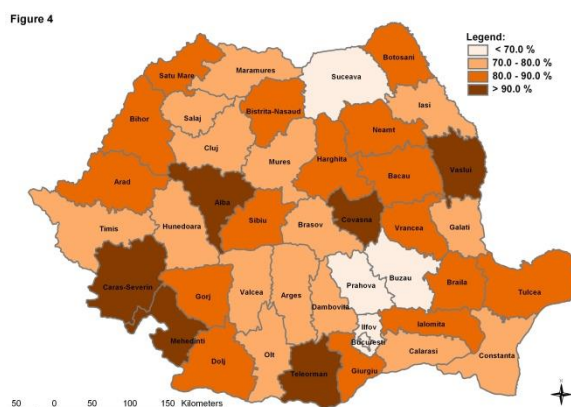 Figure 4
Legend:
< 70.0 %
70.0 - 80.0 %
80.0 - 90.0 %
> 90.0 %
Botosani
Satu Mare
Maramures
Suceava
Iasi
Bihor
Salaj
Bistrita-Nasaud
Neamt
Cluj
Mures
Harghita
Bacau
Vaslui
Arad
Alba
Sibiu
Brasov
Covasna
Vrancea
Galati
Timis
Hunedoara
Caras-Severin
Gorj
Valcea
Arges
Dambovita
Prahova
Buzau
Braila
Tulcea
Mehedinti
Dolj
Olt
Teleorman
Giurgiu
Ilfov
Bucuresti
Ialomita
Calarasi
Constanta
50 0 50 100 150 Kilometers